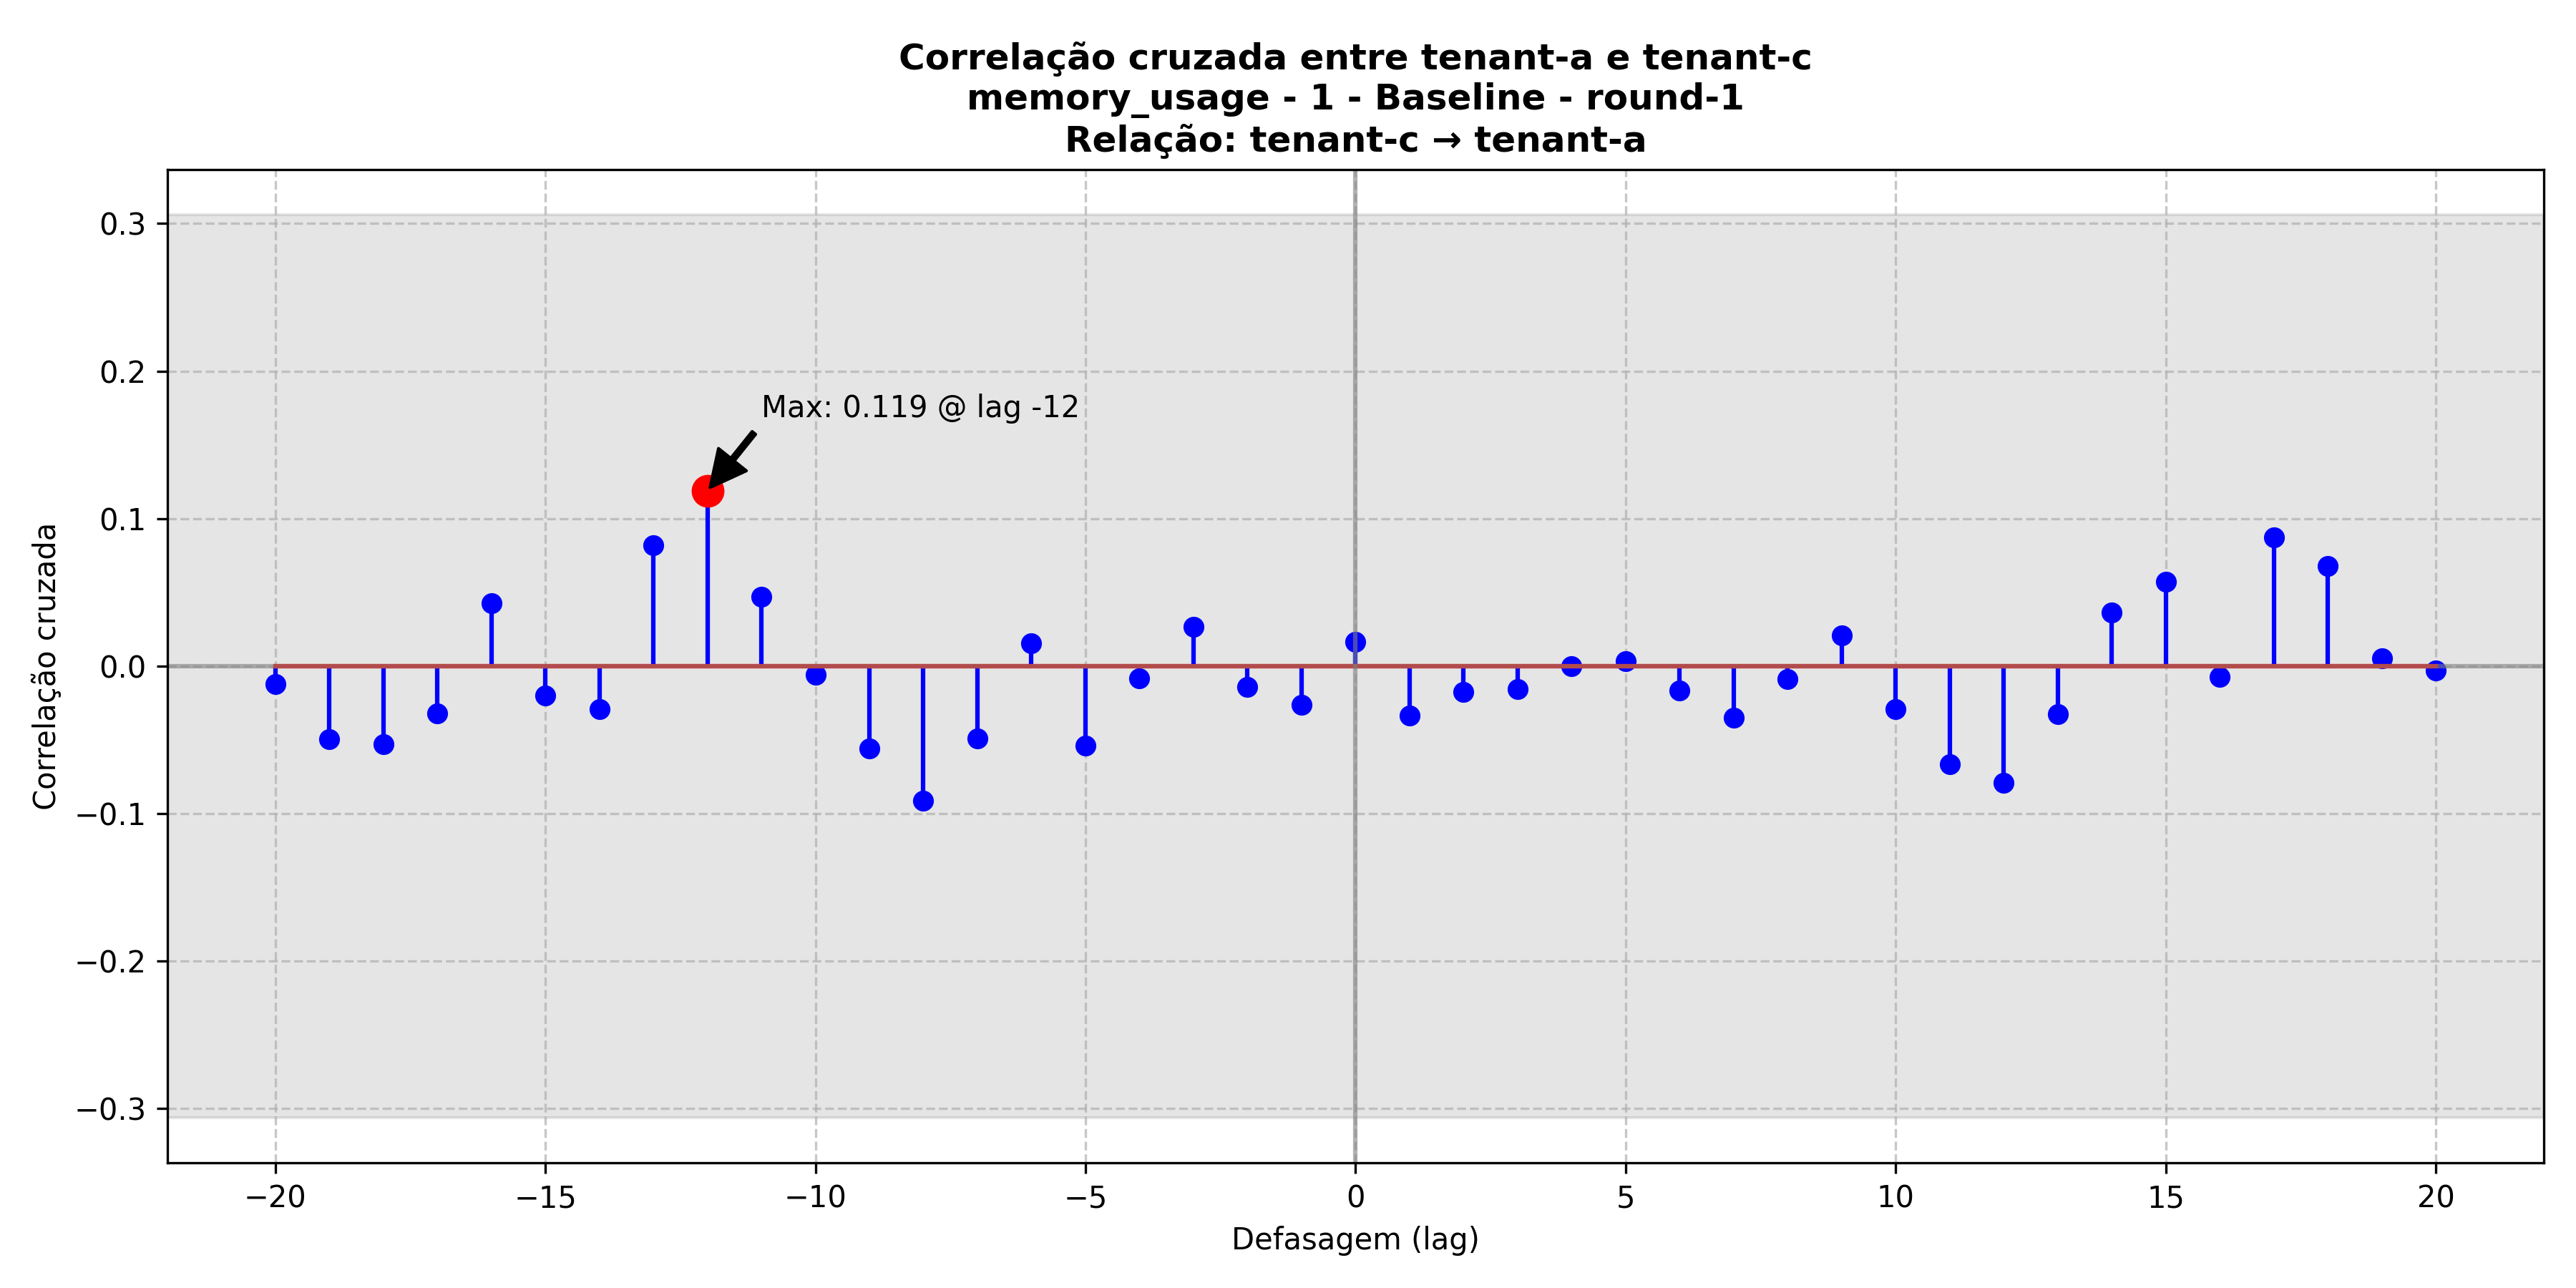 Correlação cruzada entre tenant-a e tenant-c
memory_usage - 1 - Baseline - round-1
Relação: tenant-c → tenant-a
Correlação cruzada
0.3
0.2
0.1
0.0
−0.1
−0.2
−0.3
Max: 0.119 @ lag -12
−20
−15
−10
−5
0
5
10
15
20
Defasagem (lag)